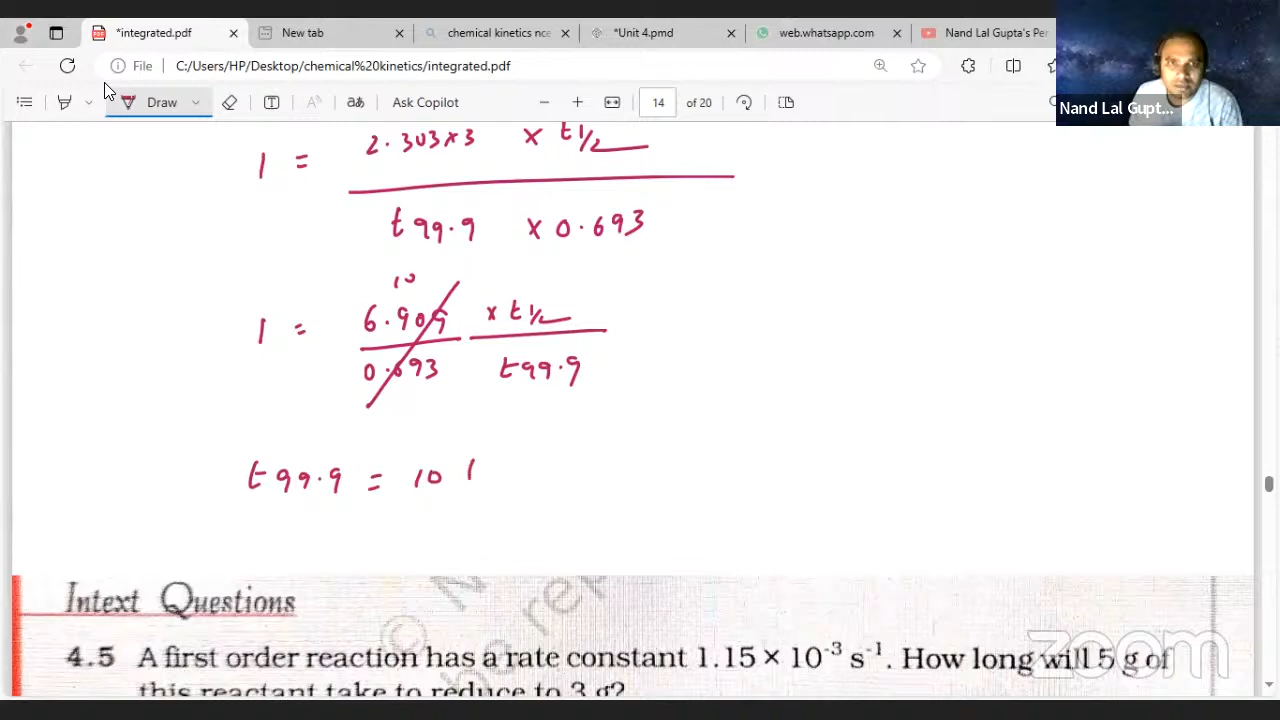 *integrated.pdf
New tab
chemical kinetics nce
*Unit 4.pmd
web.whatsapp.com
Nand Lal Gupta's Per
File
C:/Users/HP/Desktop/chemical%20kinetics/integrated.pdf
Draw
aあ
Ask Copilot
14 of 20
Nand Lal Gupt...
1 = 2.303x3 x t1/2
t99.9 x 0.693
10
1 = 6.909 x t1/2
0.693 t99.9
t99.9 = 10 1
Intext Questions
4.5 A first order reaction has a rate constant 1.15 × 10-3 s-1. How long will 5 g of
this reactant take to reduce to 3 g?
zoom